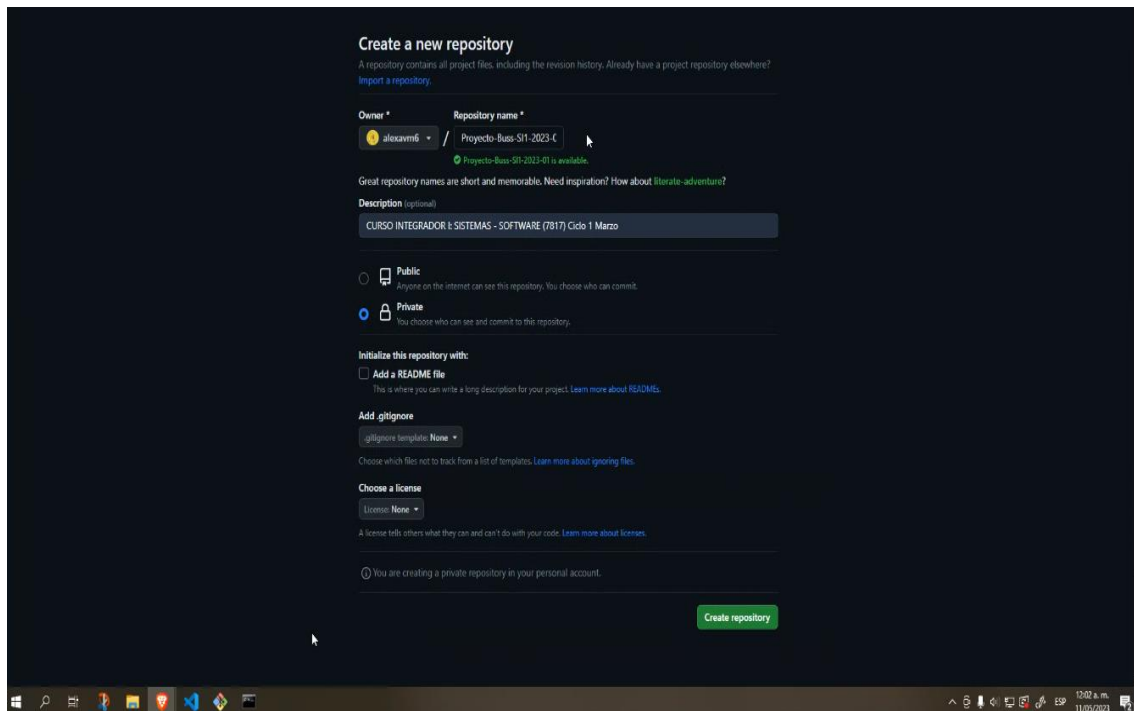 Create a new repository
A repository contains all project files, including the revision history. Already have a project repository elsewhere?
Import a repository.
Owner * Repository name *
alexavm6 / Proyecto-Buss-SI1-2023-0
Proyecto-Buss-SI1-2023-01 is available.
Great repository names are short and memorable. Need inspiration? How about literate-adventure?
Description (optional)
CURSO INTEGRADOR I: SISTEMAS - SOFTWARE (7817) Ciclo 1 Marzo
Public
Anyone on the internet can see this repository. You choose who can commit.
Private
You choose who can see and commit to this repository.
Initialize this repository with:
Add a README file
This is where you can write a long description for your project. Learn more about READMEs.
Add .gitignore
.gitignore template: None
Choose which files not to track from a list of templates. Learn more about ignoring files.
Choose a license
License: None
A license tells others what they can and can't do with your code. Learn more about licenses.
You are creating a private repository in your personal account.
Create repository
ESP 12:02 a. m.
11/05/2023